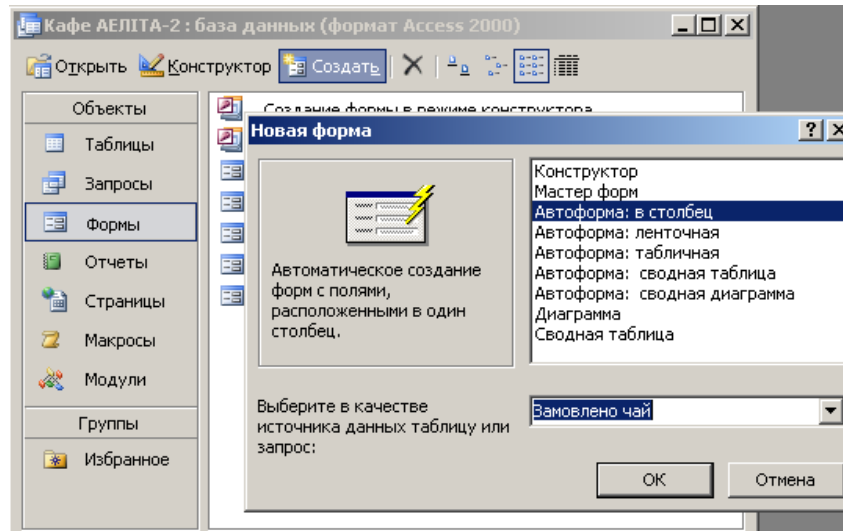 Кафе АЕЛІТА-2 : база данных (формат Access 2000)
Открыть Конструктор Создать
Объекты
Таблицы
Запросы
Формы
Отчеты
Страницы
Макросы
Модули
Группы
Избранное
Создание формы в режиме конструктора
Новая форма
Автоматическое создание
форм с полями,
расположенными в один
столбец.
Конструктор
Мастер форм
Автоформа: в столбец
Автоформа: ленточная
Автоформа: табличная
Автоформа: сводная таблица
Автоформа: сводная диаграмма
Диаграмма
Сводная таблица
Выберите в качестве
источника данных таблицу или
запрос:
Замовлено чай
ОК
Отмена